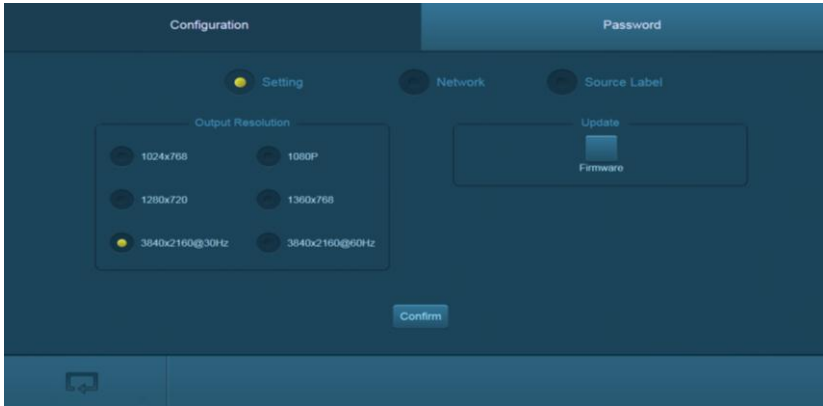 Configuration
Password
Setting
Network
Source Label
Output Resolution
Update
1024x768
1080P
Firmware
1280x720
1360x768
3840x2160@30Hz
3840x2160@60Hz
Confirm